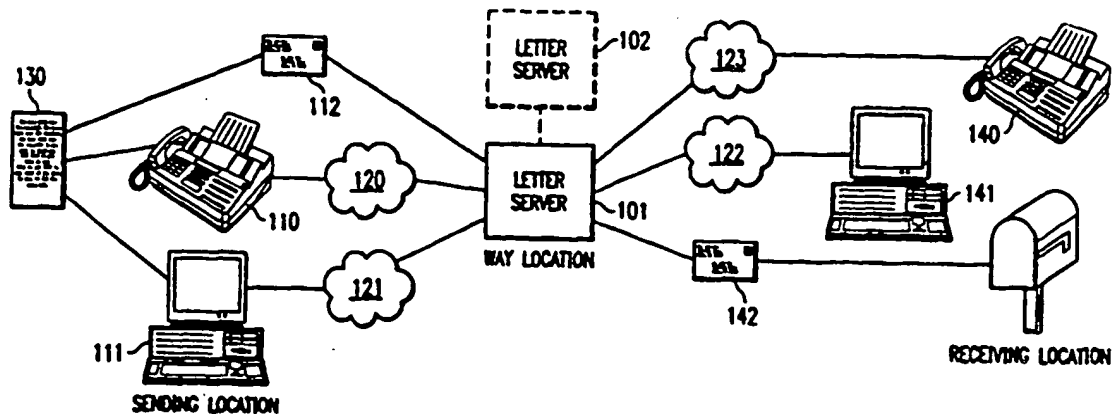 130
112
110
120
121
111
SENDING LOCATION
LETTER
SERVER
102
LETTER
SERVER
101
WAY LOCATION
123
122
140
141
142
RECEIVING LOCATION